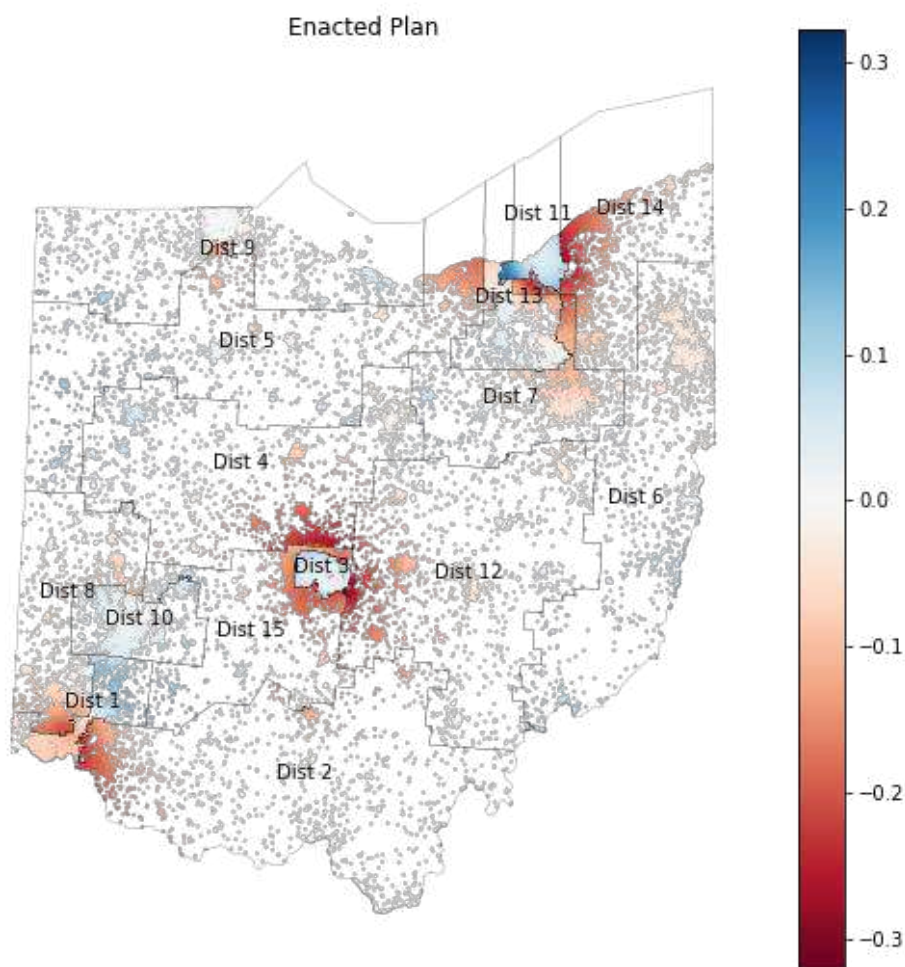 Enacted Plan
0.3
0.2
0.1
0.0
−0.1
−0.2
−0.3
Dist 11
Dist 14
Dist 9
Dist 13
Dist 5
Dist 7
Dist 4
Dist 6
Dist 3
Dist 12
Dist 8
Dist 10
Dist 15
Dist 1
Dist 2